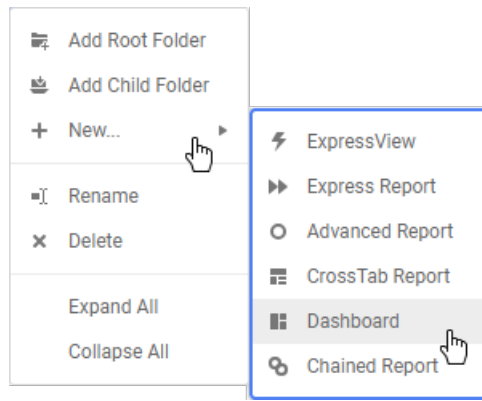 Add Root Folder
Add Child Folder
New...
Rename
Delete
Expand All
Collapse All
ExpressView
Express Report
Advanced Report
CrossTab Report
Dashboard
Chained Report